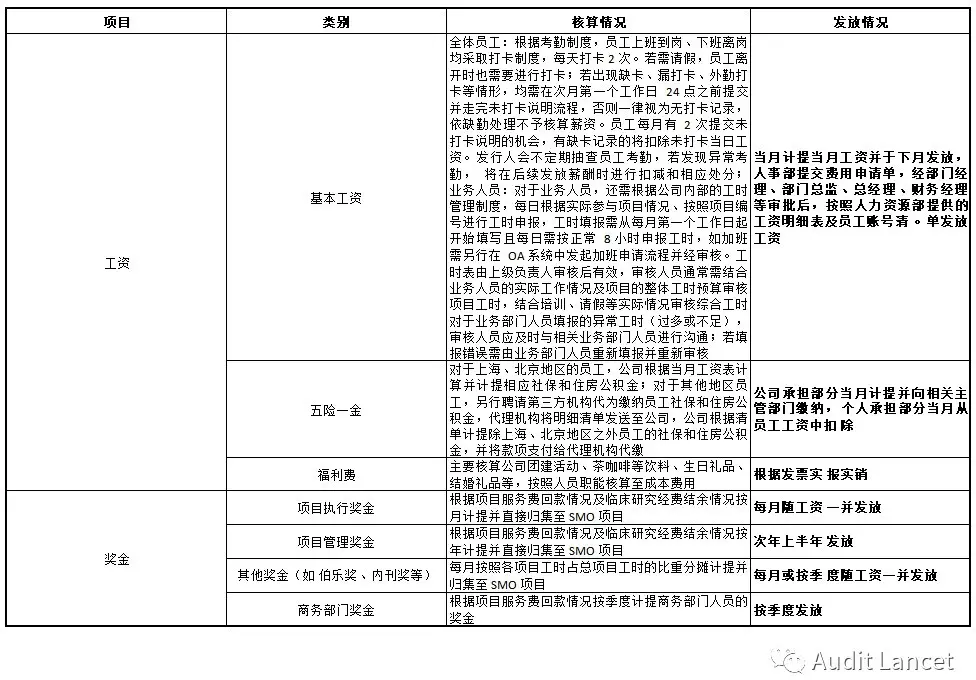 项目 类别 核算情况 发放情况
工资
基本工资
全体员工：根据考勤制度，员工上班到岗、下班离岗
均采取打卡制度，每天打卡 2 次。若需请假，员工离
开时也需要进行打卡；若出现缺卡、漏打卡、外勤打
卡等情形，均需在次月第一个工作日 24 点之前提交
并走完未打卡说明流程，否则一律视为无打卡记录，
依缺勤处理不予核算薪资。员工每月有 2 次提交未
打卡说明的机会，有缺卡记录的将扣除未打卡当日工
资。发行人会不定期抽查员工考勤，若发现异常考
勤， 将在后续发放薪酬时进行扣减和相应处分；
业务人员：对于业务人员，还需根据公司内部的工时
管理制度，每日根据实际参与项目情况、按照项目编
号进行工时申报，工时填报需从每月第一个工作日起
开始填写且每日需按正常 8 小时申报工时，如加班
需另行在 OA 系统中发起加班申请流程并经审核。工
时表由上级负责人审核后有效，审核人员通常需结合
业务人员的实际工作情况及项目的整体工时预算审核
项目工时，结合培训、请假等实际情况审核综合工时
对于业务部门人员填报的异常工时（过多或不足），
审核人员应及时与相关业务部门人员进行沟通；若填
报错误需由业务部门人员重新填报并重新审核
当月计提当月工资并于下月发放，
人事部提交费用申请单，经部门经
理、部门总监、总经理、财务经理
等审批后，按照人力资源部提供的
工资明细表及员工账号清 。单发放
工资
五险一金
对于上海、北京地区的员工，公司根据当月工资表计
算并计提相应社保和住房公积金；对于其他地区员
工，另行聘请第三方机构代为缴纳员工社保和住房公
积金，代理机构将明细清单发送至公司，公司根据清
单计提除上海、北京地区之外员工的社保和住房公积
金，并将款项支付给代理机构代缴
公司承担部分当月计提并向相关主
管部门缴纳， 个人承担部分当月从
员工工资中扣 除
福利费
主要核算公司团建活动、茶咖啡等饮料、生日礼品、
结婚礼品等，按照人员职能核算至成本费用
根据发票实 报实销
奖金
项目执行奖金
根据项目服务费回款情况及临床研究经费结余情况按
月计提并直接归集至 SMO 项目
每月随工资 一并发放
项目管理奖金
根据项目服务费回款情况及临床研究经费结余情况按
年计提并直接归集至 SMO 项目
次年上半年 发放
其他奖金（如 伯乐奖、内刊奖等）
每月按照各项目工时占总项目工时的比重分摊计提并
归集至 SMO 项目
每月或按季 度随工资一并发放
商务部门奖金
根据项目服务费回款情况按季度计提商务部门人员的
奖金
按季度发放
Audit Lancet